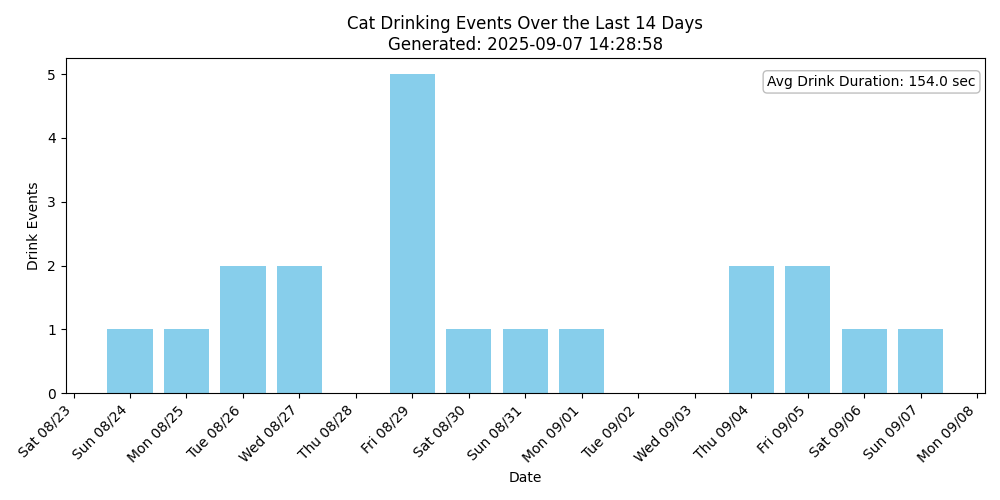 Cat Drinking Events Over the Last 14 Days
Generated: 2025-09-07 14:28:58
Avg Drink Duration: 154.0 sec
Drink Events
5
4
3
2
1
0
Sat 08/23
Sun 08/24
Mon 08/25
Tue 08/26
Wed 08/27
Thu 08/28
Fri 08/29
Sat 08/30
Sun 08/31
Mon 09/01
Tue 09/02
Wed 09/03
Thu 09/04
Fri 09/05
Sat 09/06
Sun 09/07
Mon 09/08
Date